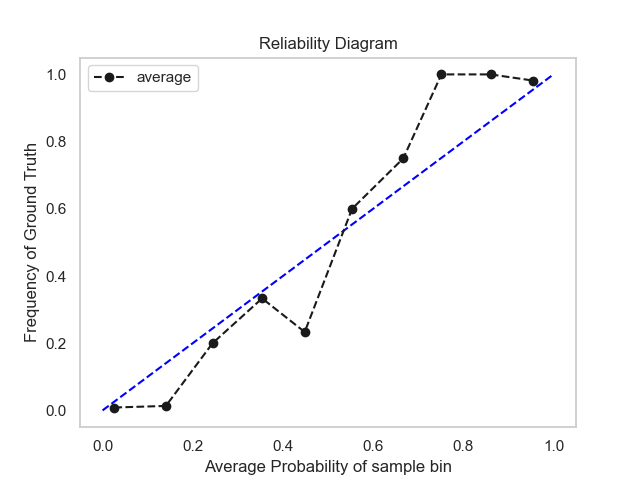 Reliability Diagram
average
Frequency of Ground Truth
1.0
0.8
0.6
0.4
0.2
0.0
0.0 0.2 0.4 0.6 0.8 1.0
Average Probability of sample bin